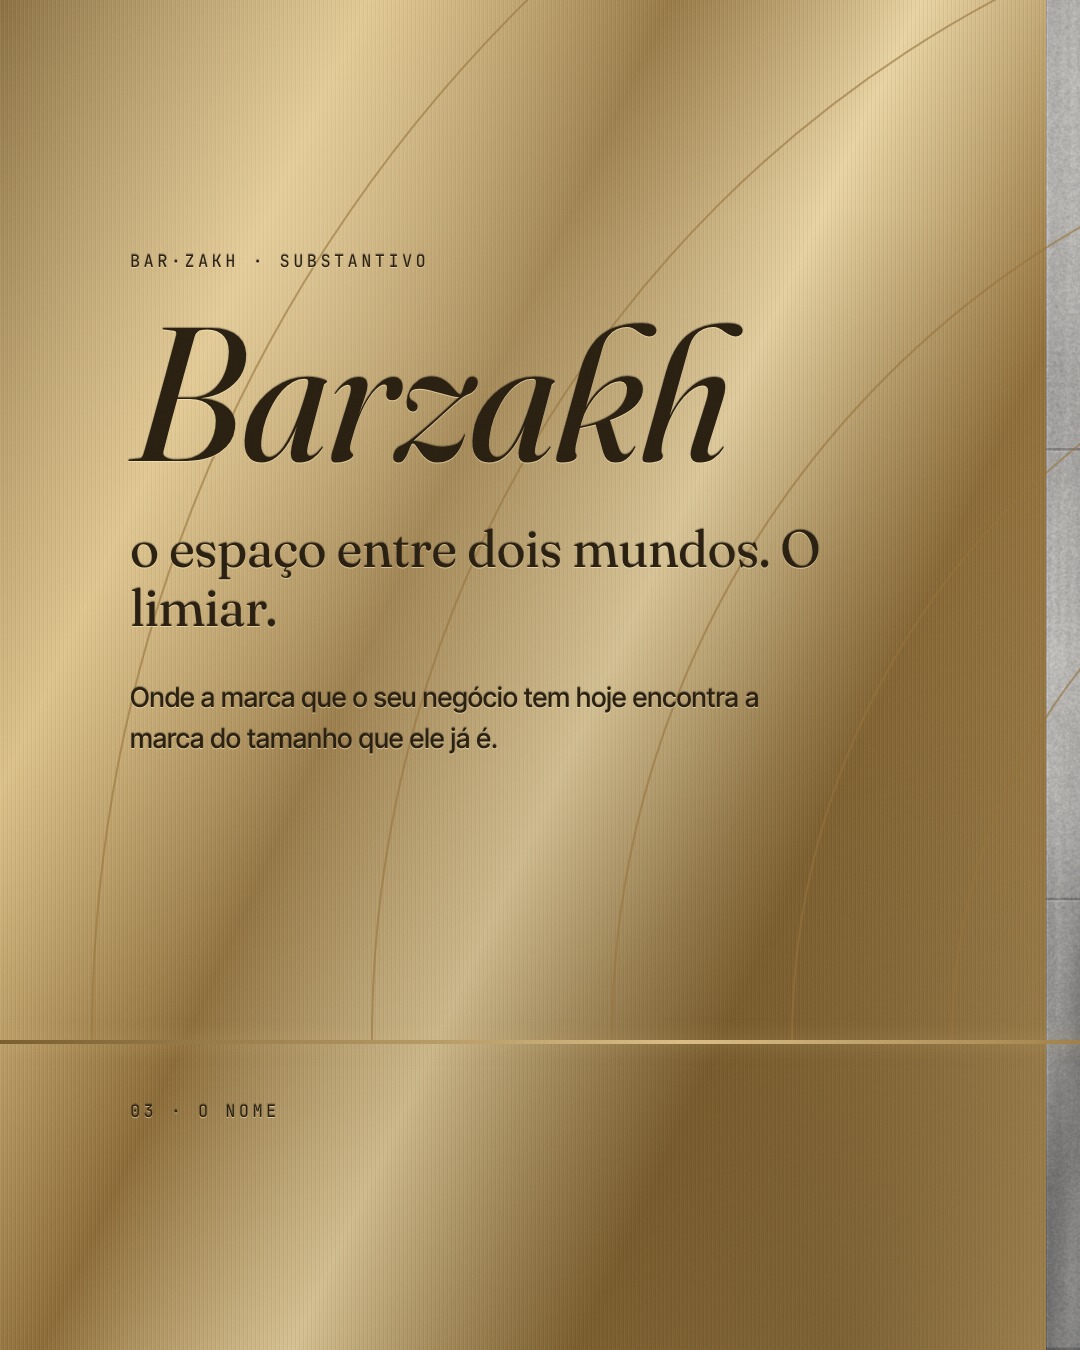 BAR·ZAKH · SUBSTANTIVO
Barzakh
o espaço entre dois mundos. O
limiar.
Onde a marca que o seu negócio tem hoje encontra a
marca do tamanho que ele já é.
03 · O NOME